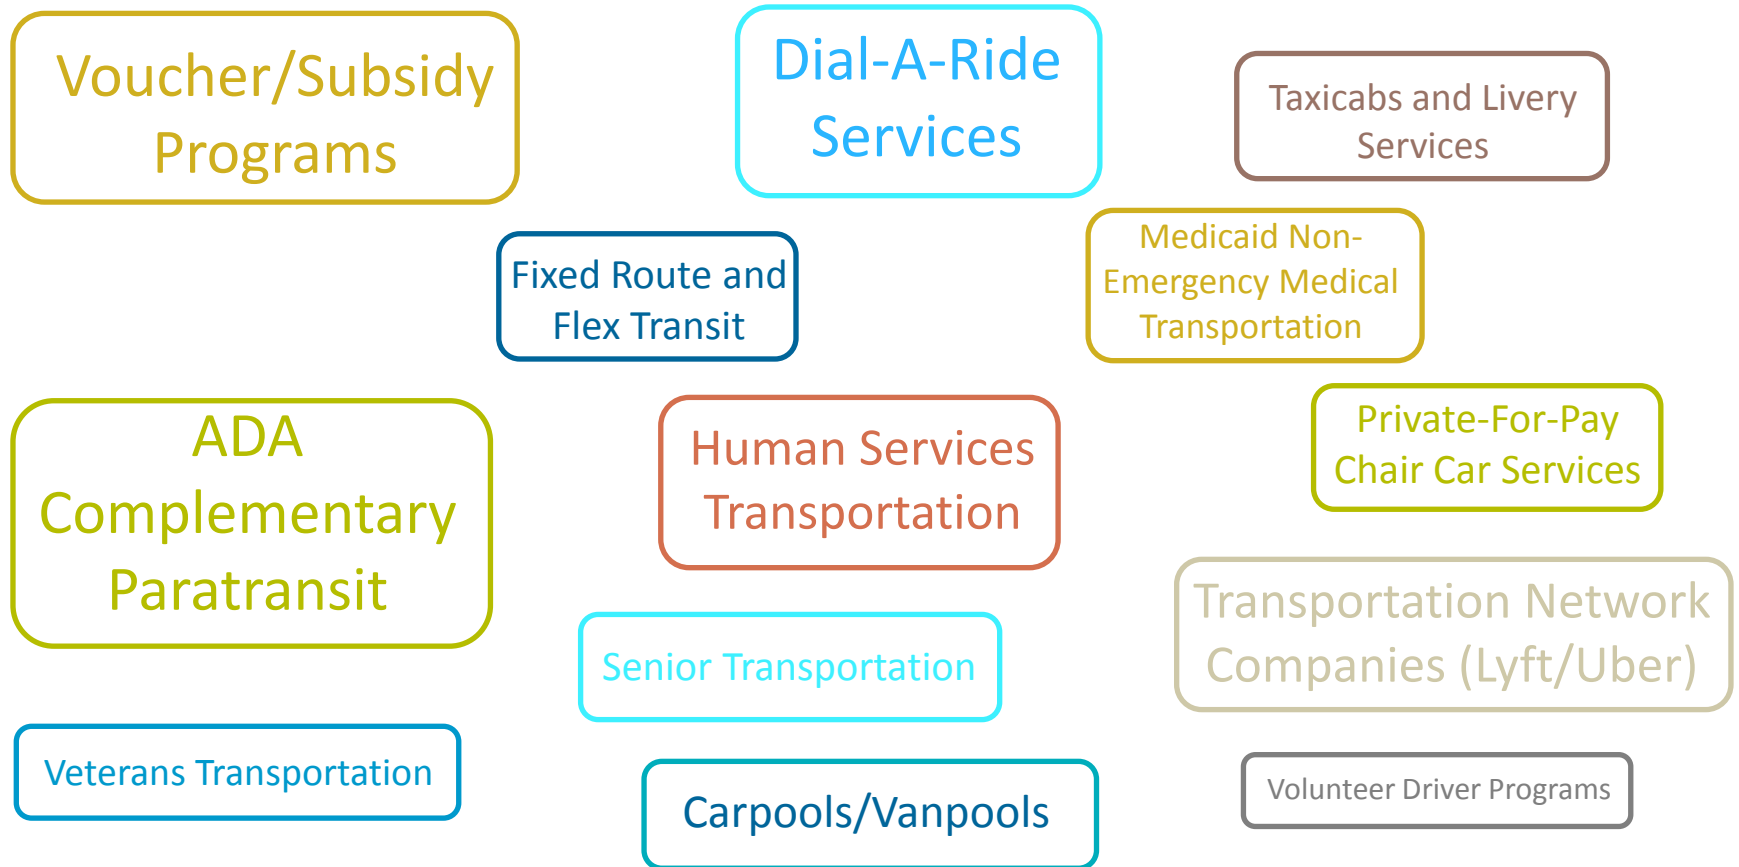 Voucher/Subsidy
Programs
Dial-A-Ride
Services
Taxicabs and Livery
Services
Fixed Route and
Flex Transit
Medicaid Non-
Emergency Medical
Transportation
ADA
Complementary
Paratransit
Human Services
Transportation
Private-For-Pay
Chair Car Services
Transportation Network
Companies (Lyft/Uber)
Senior Transportation
Veterans Transportation
Carpools/Vanpools
Volunteer Driver Programs